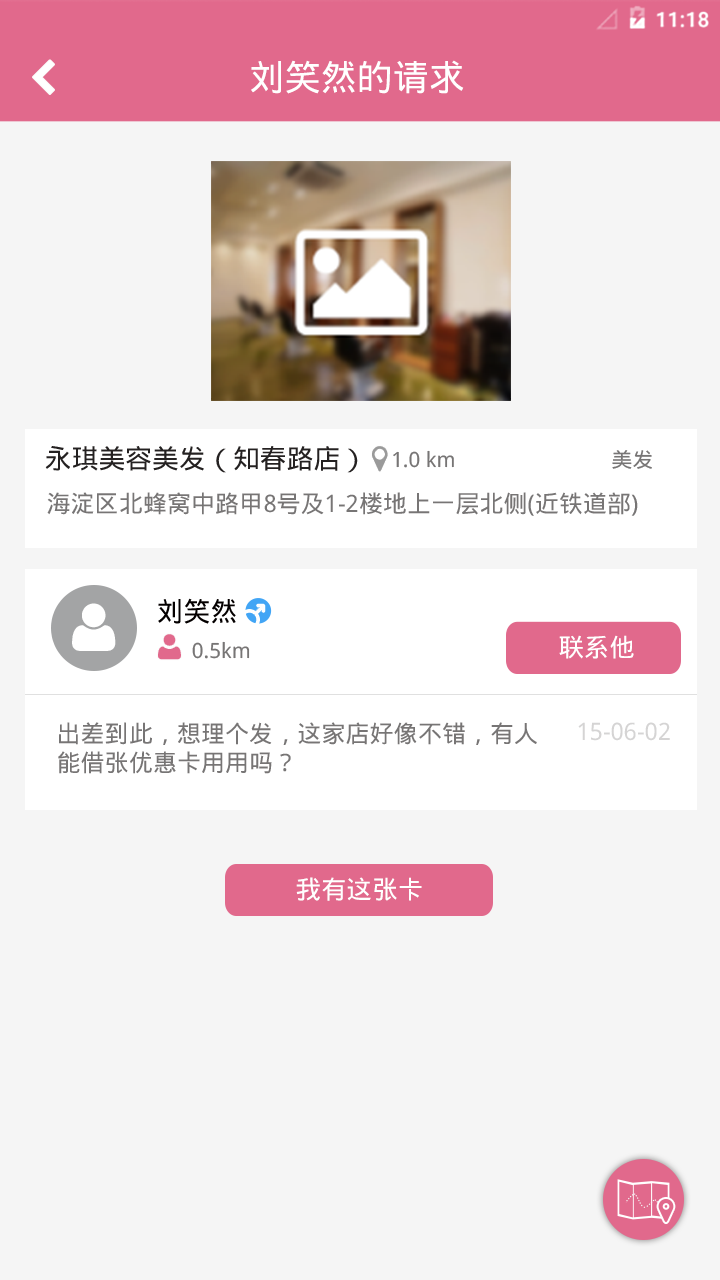 11:18
刘笑然的请求
永琪美容美发（知春路店） 1.0 km 美发
海淀区北蜂窝中路甲8号及1-2楼地上一层北侧(近铁道部)
刘笑然
0.5km
联系他
出差到此，想理个发，这家店好像不错，有人 15-06-02
能借张优惠卡用用吗？
我有这张卡